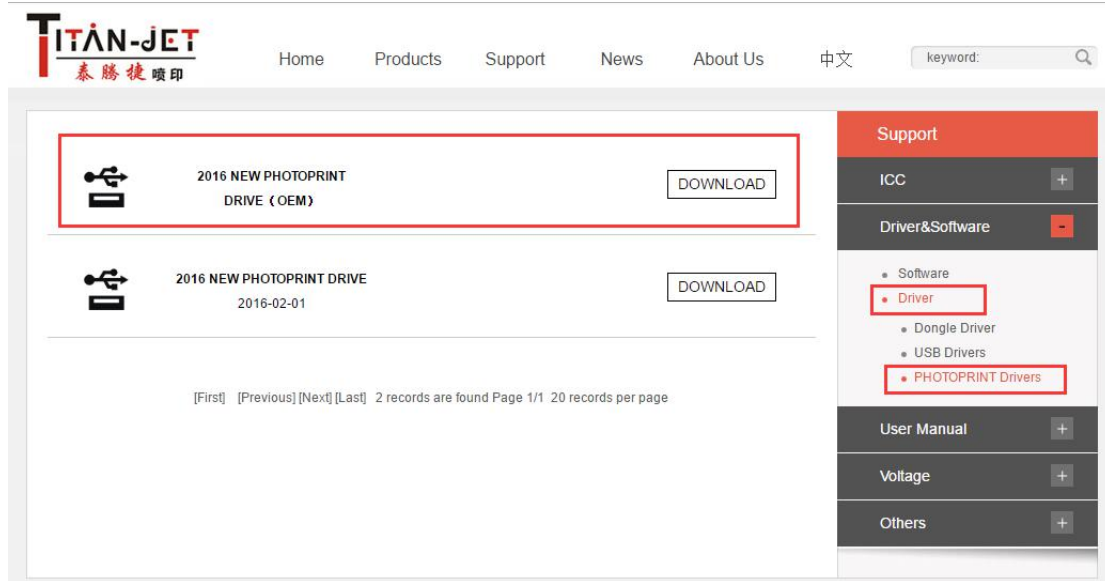 TITAN-JET
泰勝捷喷印
Home Products Support News About Us 中文 keyword:
2016 NEW PHOTOPRINT
DRIVE（OEM）
DOWNLOAD
2016 NEW PHOTOPRINT DRIVE
2016-02-01
DOWNLOAD
[First] [Previous] [Next] [Last] 2 records are found Page 1/1 20 records per page
Support
ICC +
Driver&Software -
Software
Driver
Dongle Driver
USB Drivers
PHOTOPRINT Drivers
User Manual +
Voltage +
Others +